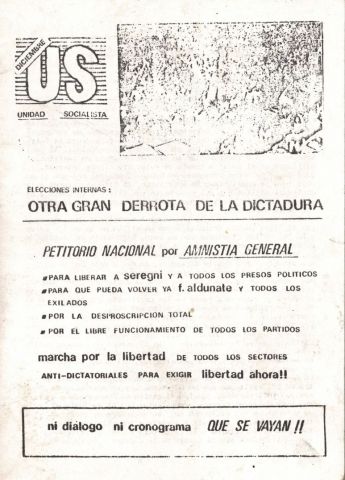 DICIEMBRE
US
UNIDAD SOCIALISTA
ELECCIONES INTERNAS:
OTRA GRAN DERROTA DE LA DICTADURA
PETITORIO NACIONAL por AMNISTIA GENERAL
*PARA LIBERAR A seregni Y A TODOS LOS PRESOS POLITICOS
*PARA QUE PUEDA VOLVER YA f. aldunate Y TODOS LOS
EXILADOS
*POR LA DESPROSCRIPCION TOTAL
*POR EL LIBRE FUNCIONAMIENTO DE TODOS LOS PARTIDOS
marcha por la libertad DE TODOS LOS SECTORES
ANTI-DICTATORIALES PARA EXIGIR libertad ahora!!
ni diálogo ni cronograma QUE SE VAYAN!!